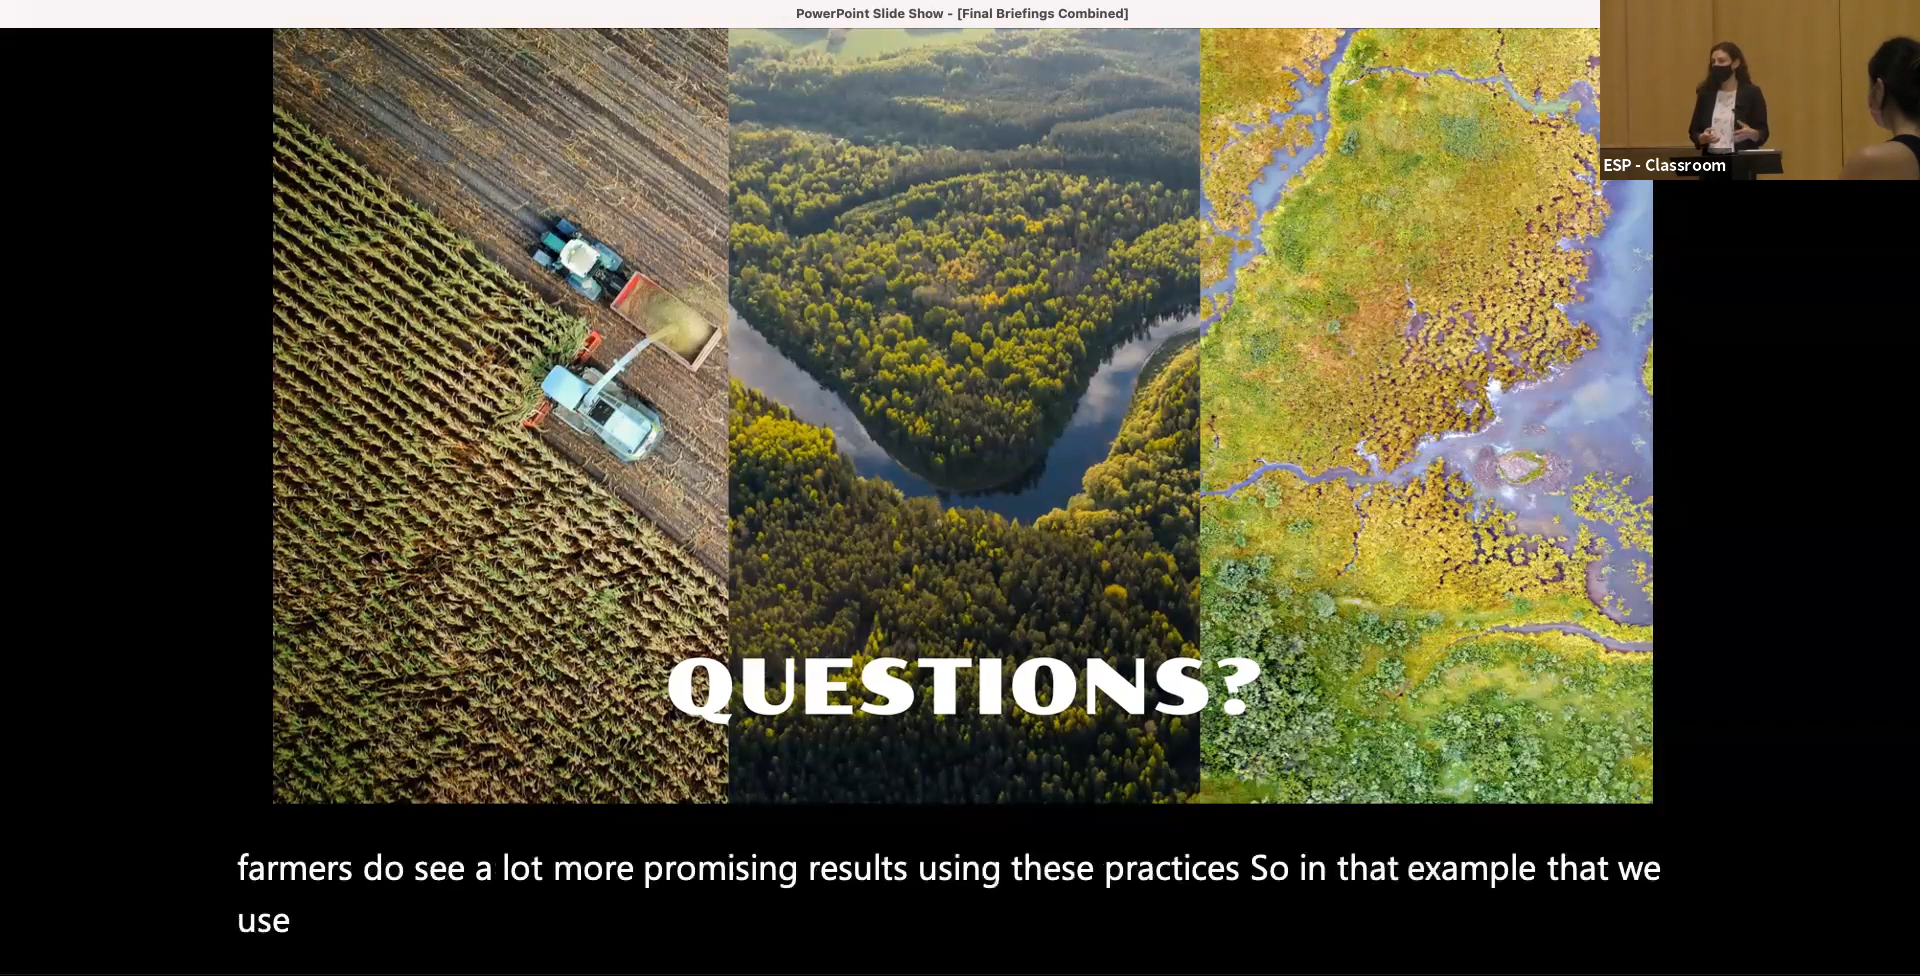 PowerPoint Slide Show - [Final Briefings Combined]
ESP - Classroom
QUESTIONS?
farmers do see a lot more promising results using these practices So in that example that we
use